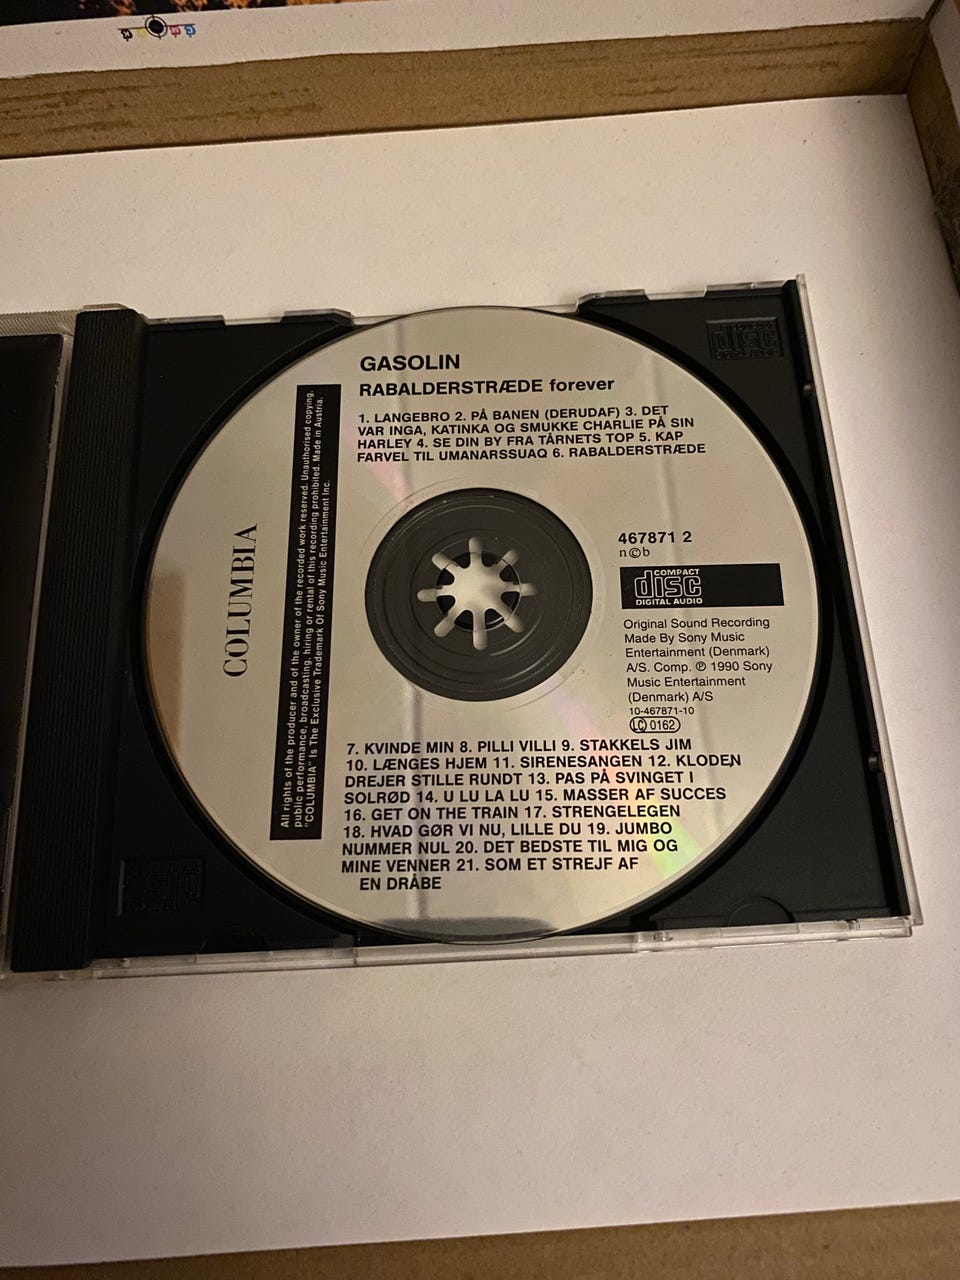 GASOLIN
RABALDERSTRÆDE forever
1. LANGEBRO 2. PÅ BANEN (DERUDAF) 3. DET
VAR INGA, KATINKA OG SMUKKE CHARLIE PÅ SIN
HARLEY 4. SE DIN BY FRA TÅRNETS TOP 5. KAP
FARVEL TIL UMANARSSUAQ 6. RABALDERSTRÆDE
COLUMBIA
All rights of the producer and of the owner of the recorded work reserved. Unauthorised copying,
public performance, broadcasting, hiring or rental of this recording prohibited. Made in Austria.
"COLUMBIA" Is The Exclusive Trademark Of Sony Music Entertainment Inc.
467871 2
n©b
COMPACT
disc
DIGITAL AUDIO
Original Sound Recording
Made By Sony Music
Entertainment (Denmark)
A/S. Comp. ℗ 1990 Sony
Music Entertainment
(Denmark) A/S
10-467871-10
LC 0162
7. KVINDE MIN 8. PILLI VILLI 9. STAKKELS JIM
10. LÆNGES HJEM 11. SIRENESANGEN 12. KLODEN
DREJER STILLE RUNDT 13. PAS PÅ SVINGET I
SOLRØD 14. U LU LA LU 15. MASSER AF SUCCES
16. GET ON THE TRAIN 17. STRENGELEGEN
18. HVAD GØR VI NU, LILLE DU 19. JUMBO
NUMMER NUL 20. DET BEDSTE TIL MIG OG
MINE VENNER 21. SOM ET STREJF AF
EN DRÅBE